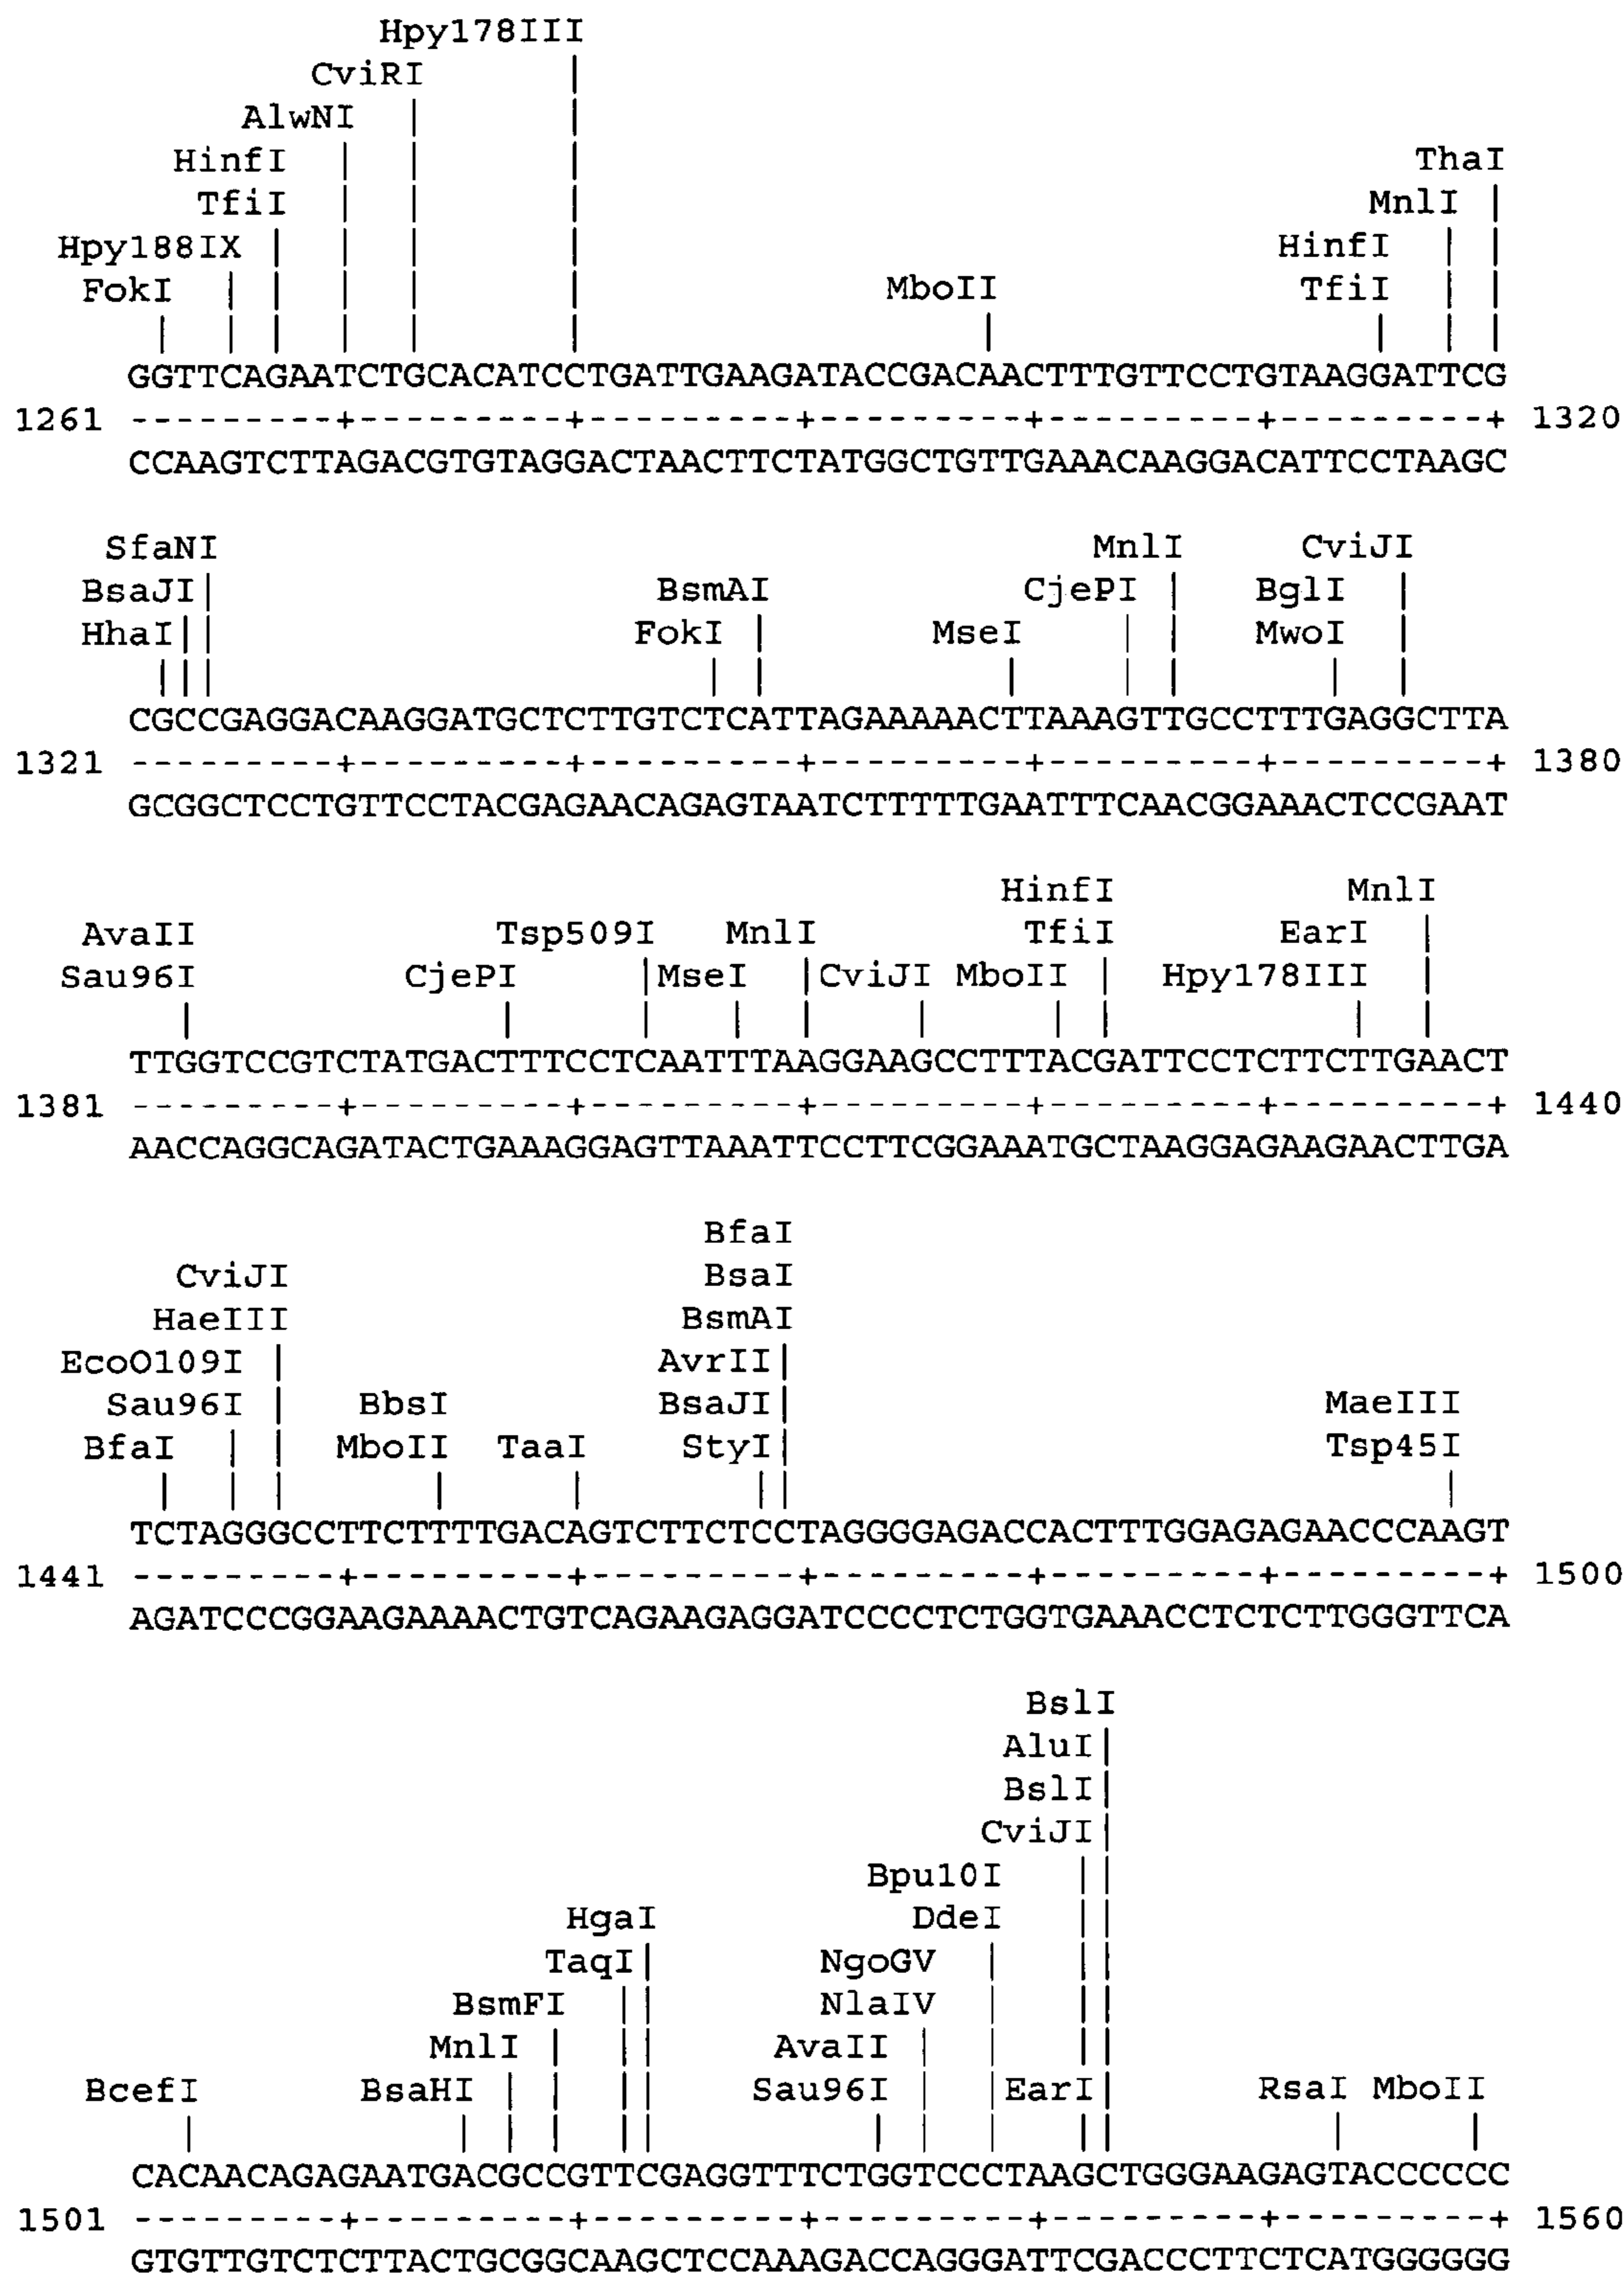 Hpy178III
CviRI
AlwNI
HinfI ThaI
TfiI MnlI
Hpy188IX HinfI
FokI MboII TfiI
GGTTCAGAATCTGCACATCCTGATTGAAGATACCGACAACTTTGTTCCTGTAAGGATTCG
1261 ---------+---------+---------+---------+---------+---------+ 1320
CCAAGTCTTAGACGTGTAGGACTAACTTCTATGGCTGTTGAAACAAGGACATTCCTAAGC
SfaNI MnlI CviJI
BsaJI BsmAI CjePI BglI
HhaI FokI MseI MwoI
CGCCGAGGACAAGGATGCTCTTGTCTCATTAGAAAAACTTAAAGTTGCCTTTGAGGCTTA
1321 ---------+---------+---------+---------+---------+---------+ 1380
GCGGCTCCTGTTCCTACGAGAACAGAGTAATCTTTTTGAATTTCAACGGAAACTCCGAAT
HinfI MnlI
AvaII Tsp509I MnlI TfiI EarI
Sau96I CjePI MseI CviJI MboII Hpy178III
TTGGTCCGTCTATGACTTTCCTCAATTTAAGGAAGCCTTTACGATTCCTCTTCTTGAACT
1381 ---------+---------+---------+---------+---------+---------+ 1440
AACCAGGCAGATACTGAAAGGAGTTAAATTCCTTCGGAAATGCTAAGGAGAAGAACTTGA
BfaI
CviJI BsaI
HaeIII BsmAI
EcoO109I AvrII
Sau96I BbsI BsaJI MaeIII
BfaI MboII TaaI StyI Tsp45I
TCTAGGGCCTTCTTTTGACAGTCTTCTCCTAGGGGAGACCACTTTGGAGAGAACCCAAGT
1441 ---------+---------+---------+---------+---------+---------+ 1500
AGATCCCGGAAGAAAACTGTCAGAAGAGGATCCCCTCTGGTGAAACCTCTCTTGGGTTCA
BslI
AluI
BslI
CviJI
Bpu10I
HgaI DdeI
TaqI NgoGV
BsmFI NlaIV
MnlI AvaII
BcefI BsaHI Sau96I EarI RsaI MboII
CACAACAGAGAATGACGCCGTTCGAGGTTTCTGGTCCCTAAGCTGGGAAGAGTACCCCCC
1501 ---------+---------+---------+---------+---------+---------+ 1560
GTGTTGTCTCTTACTGCGGCAAGCTCCAAAGACCAGGGATTCGACCCTTCTCATGGGGGG